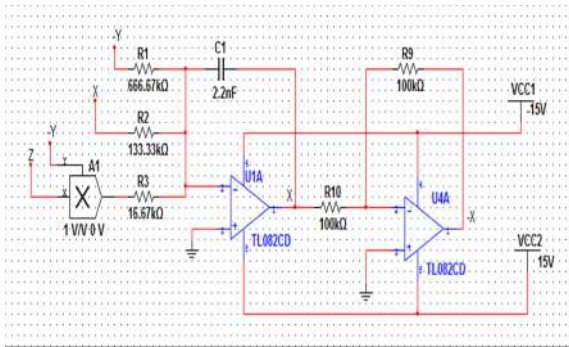 -Y
R1
666.67kΩ
C1
2.2nF
R9
100kΩ
VCC1
-15V
X
R2
133.33kΩ
-Y
Z
A1
Y
X
R3
16.67kΩ
1 V/V 0 V
U1A
X
R10
100kΩ
U4A
-X
TL082CD
TL082CD
VCC2
15V